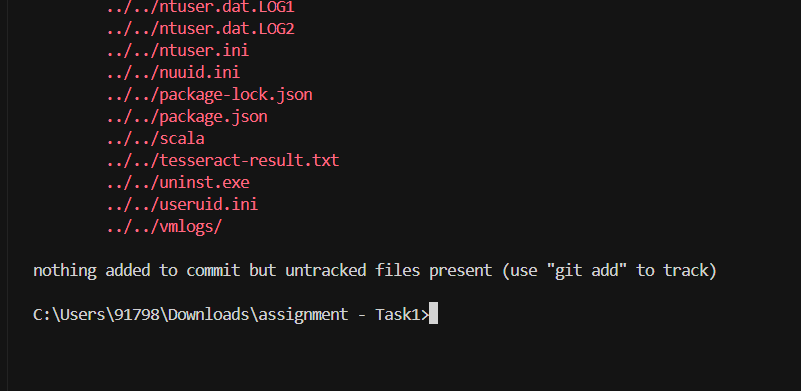 ../../ntuser.dat.LOG1
../../ntuser.dat.LOG2
../../ntuser.ini
../../nuuid.ini
../../package-lock.json
../../package.json
../../scala
../../tesseract-result.txt
../../uninst.exe
../../useruid.ini
../../vmlogs/
nothing added to commit but untracked files present (use "git add" to track)
C:\Users\91798\Downloads\assignment - Task1>